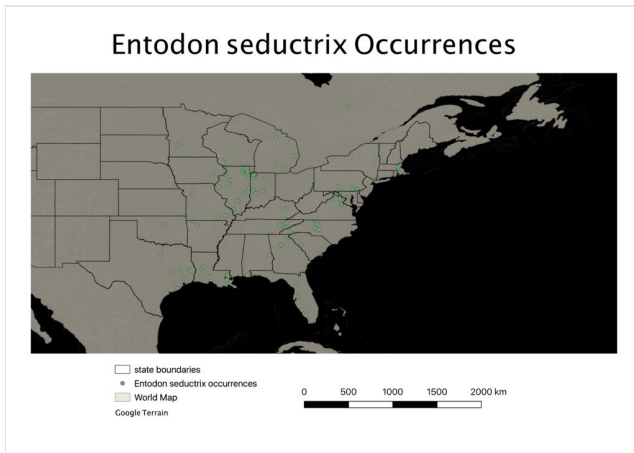 Entodon seductrix Occurrences
state boundaries
Entodon seductrix occurrences
World Map
Google Terrain
0 500 1000 1500 2000 km